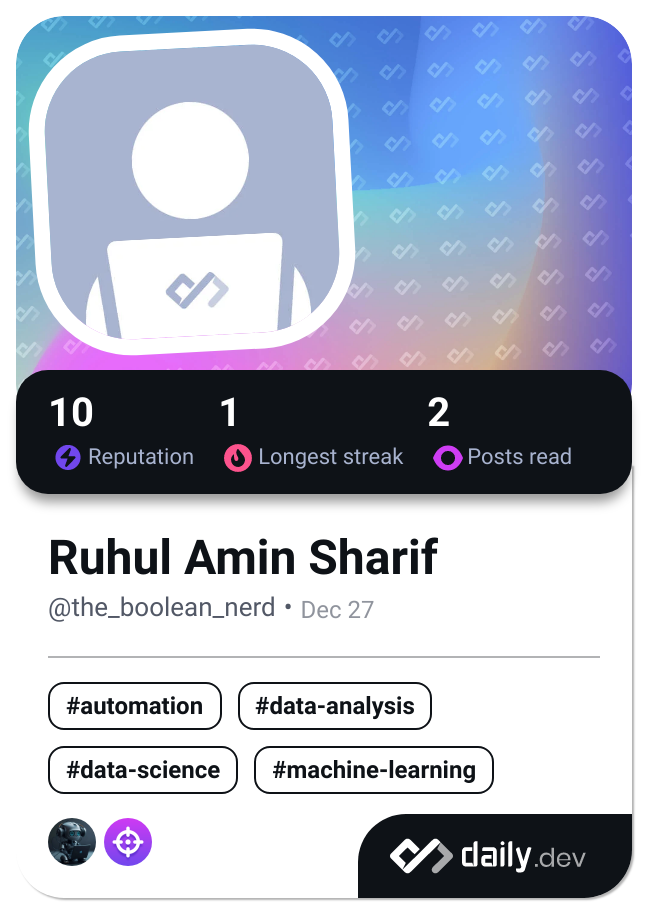 10 1 2
Reputation Longest streak Posts read
Ruhul Amin Sharif
@the_boolean_nerd • Dec 27
#automation #data-analysis
#data-science #machine-learning
daily.dev